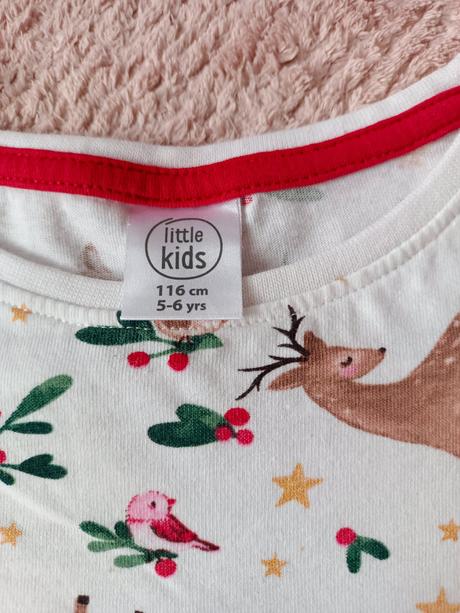 little
kids
116 cm
5-6 yrs